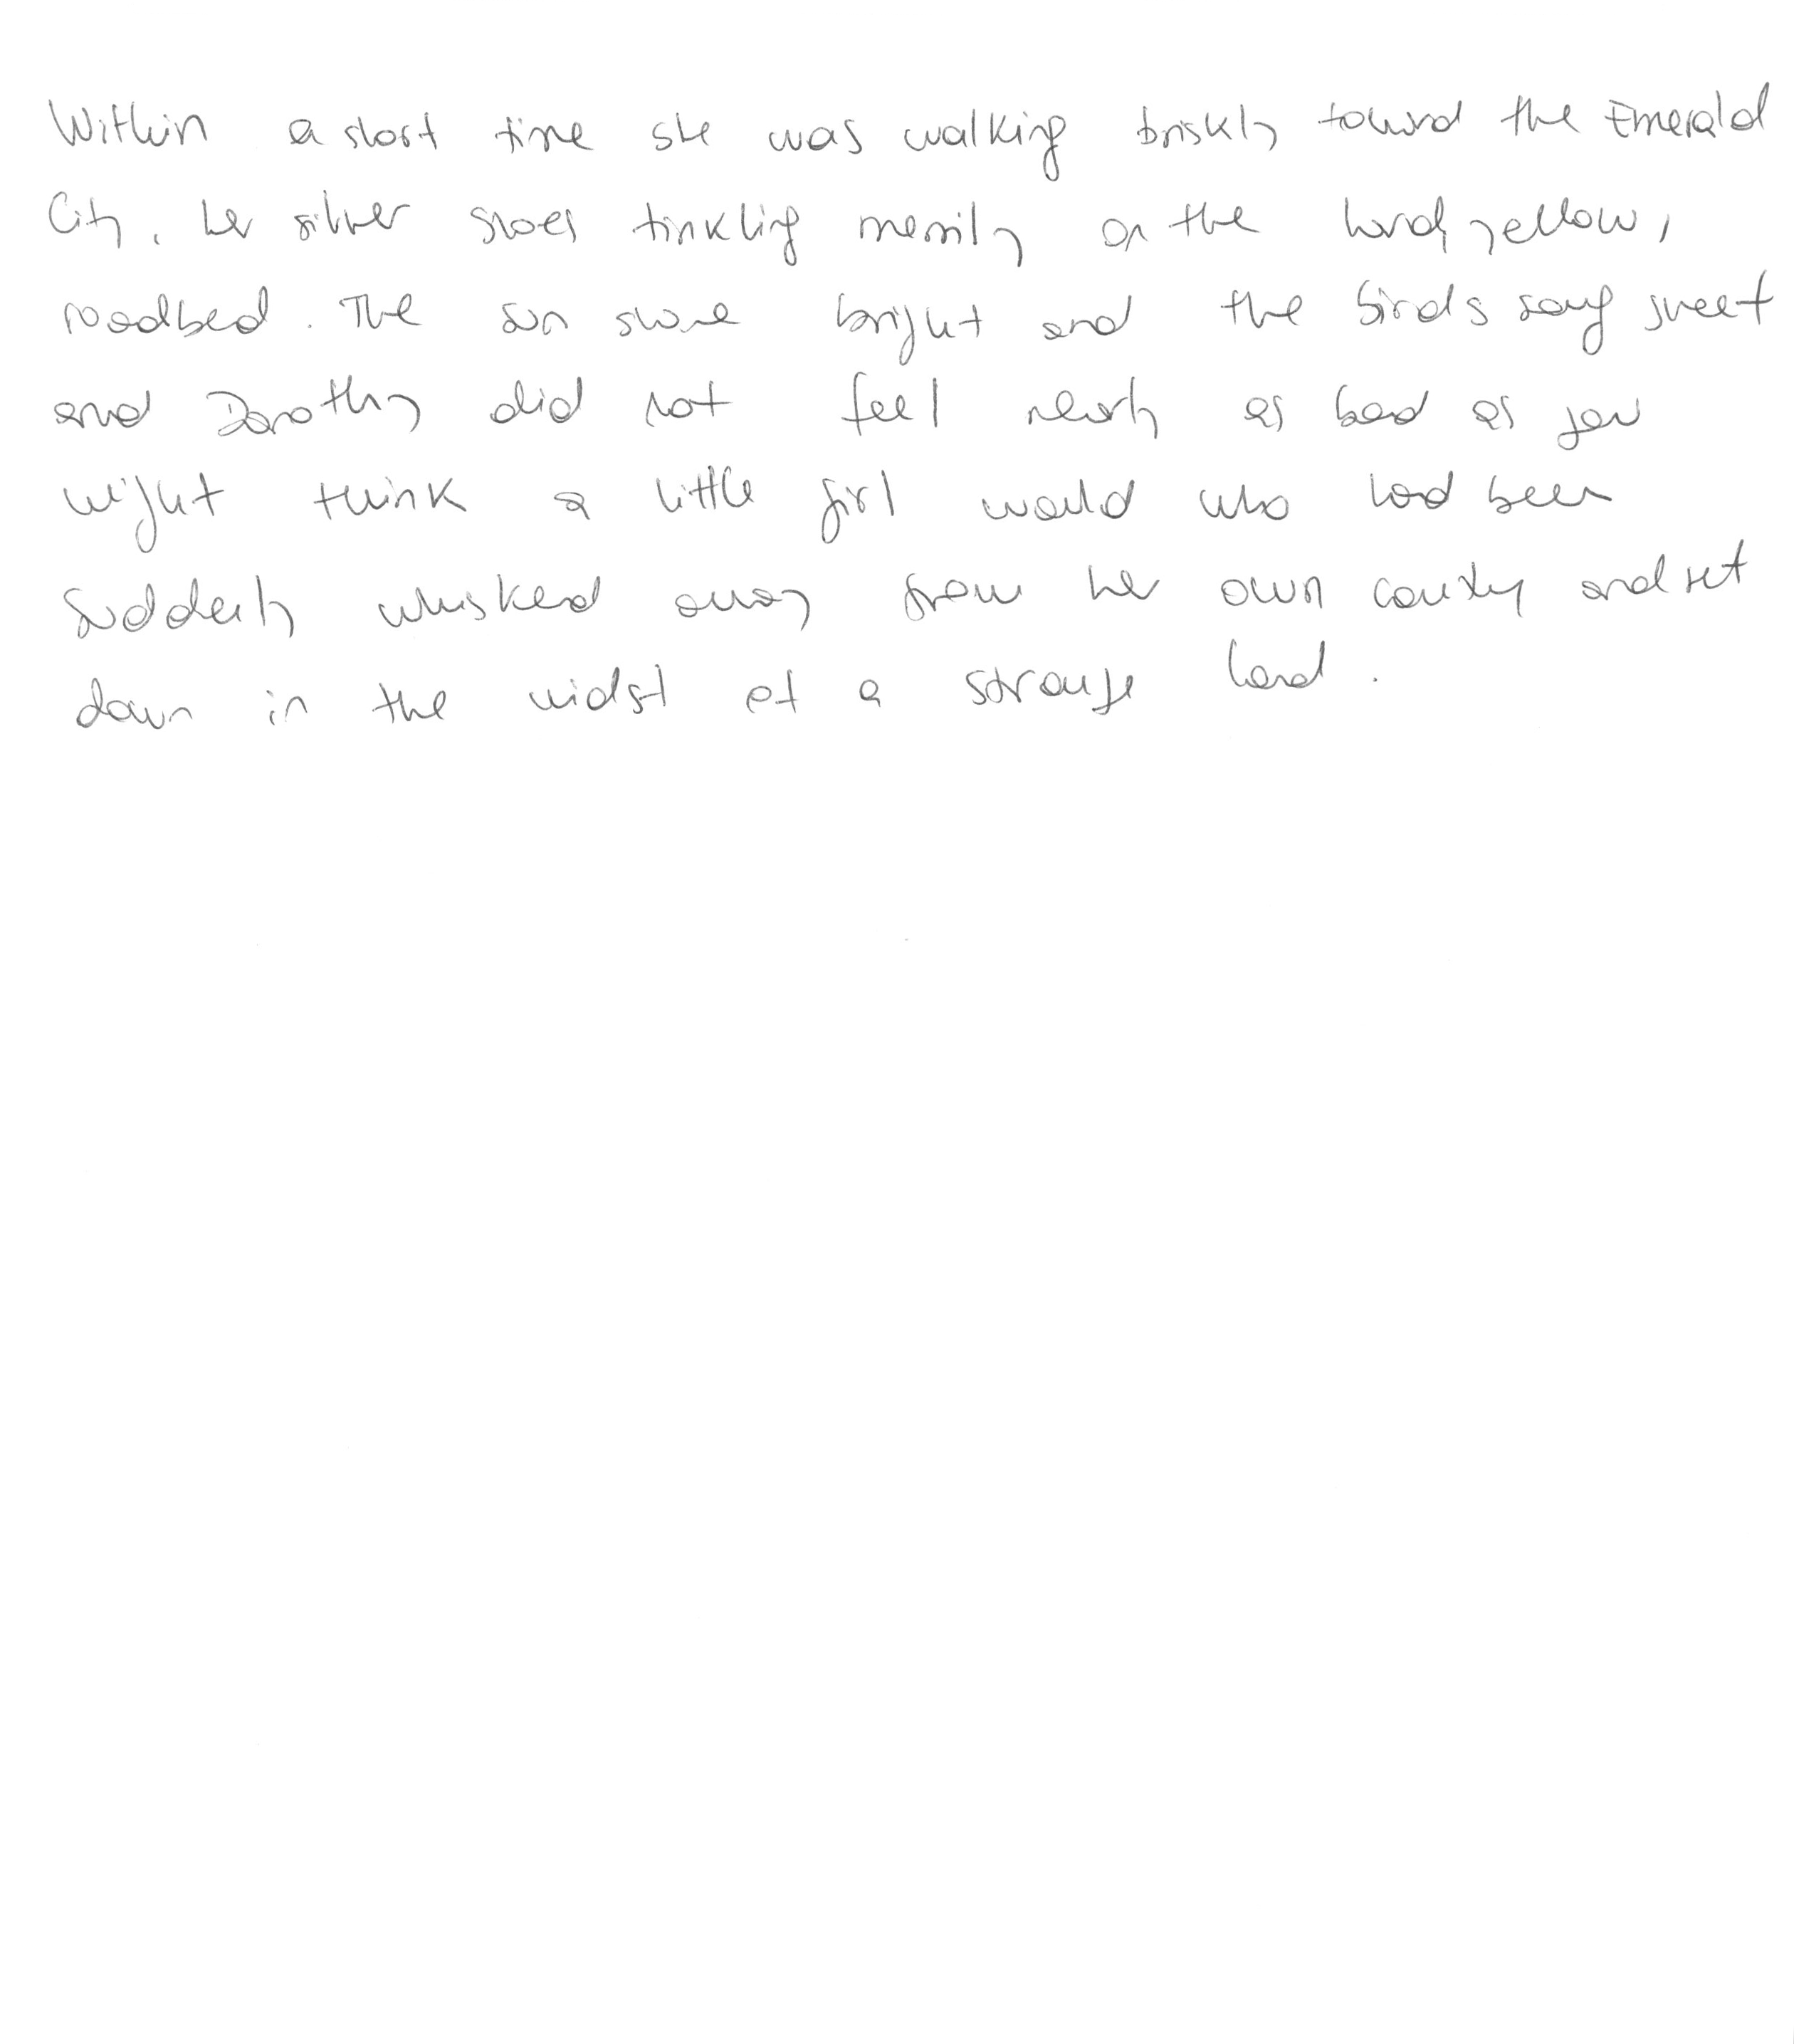 Within a short time she was walking briskly toward the Emerald
City, her silver shoes tinkling merrily on the hard, yellow,
roadbed. The sun shone bright and the birds sang sweet
and Dorothy did not feel nearly as bad as you
might think a little girl would who had been
suddenly whisked away from her own country and set
down in the midst of a strange land.